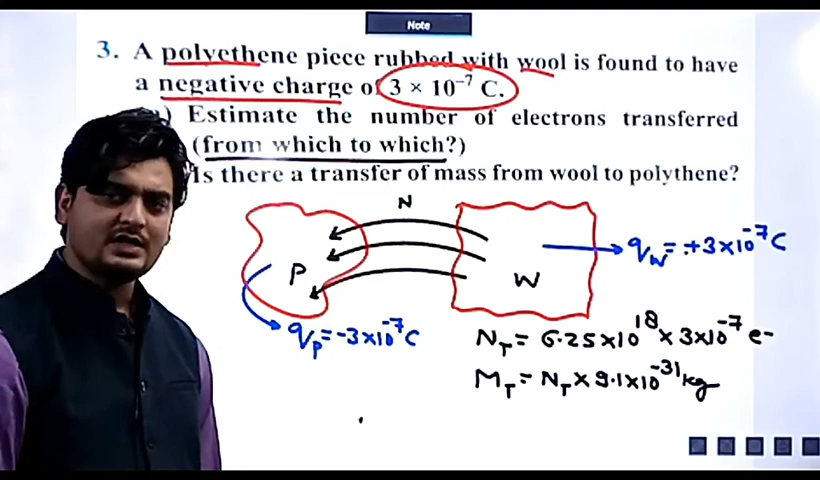 Note
3. A polyethene piece rubbed with wool is found to have
a negative charge of 3 × 10⁻⁷ C.
) Estimate the number of electrons transferred
(from which to which?)
Is there a transfer of mass from wool to polythene?
N
P
W
q_W = +3×10⁻⁷ C
q_P = -3×10⁻⁷ C
N_T = 6.25×10¹⁸ × 3×10⁻⁷ e-
M_T = N_T × 9.1×10⁻³¹ kg